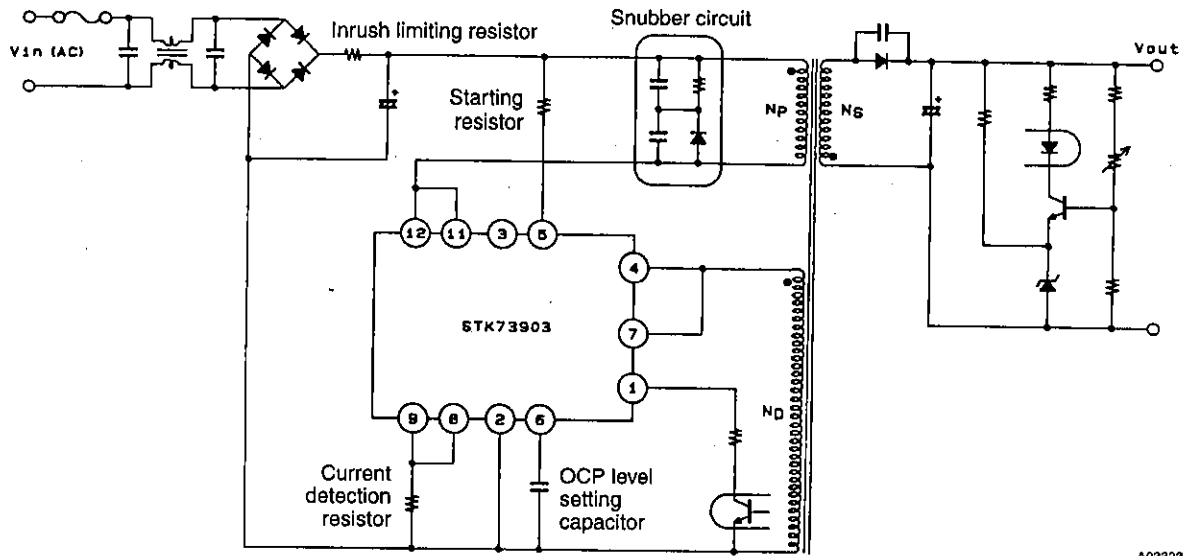 Snubber circuit
Inrush limiting resistor
Vin (AC)
Vout
Starting
resistor
NP
NS
12
11
3
5
4
STK73903
7
1
ND
9
8
2
6
Current
detection
resistor
OCP level
setting
capacitor